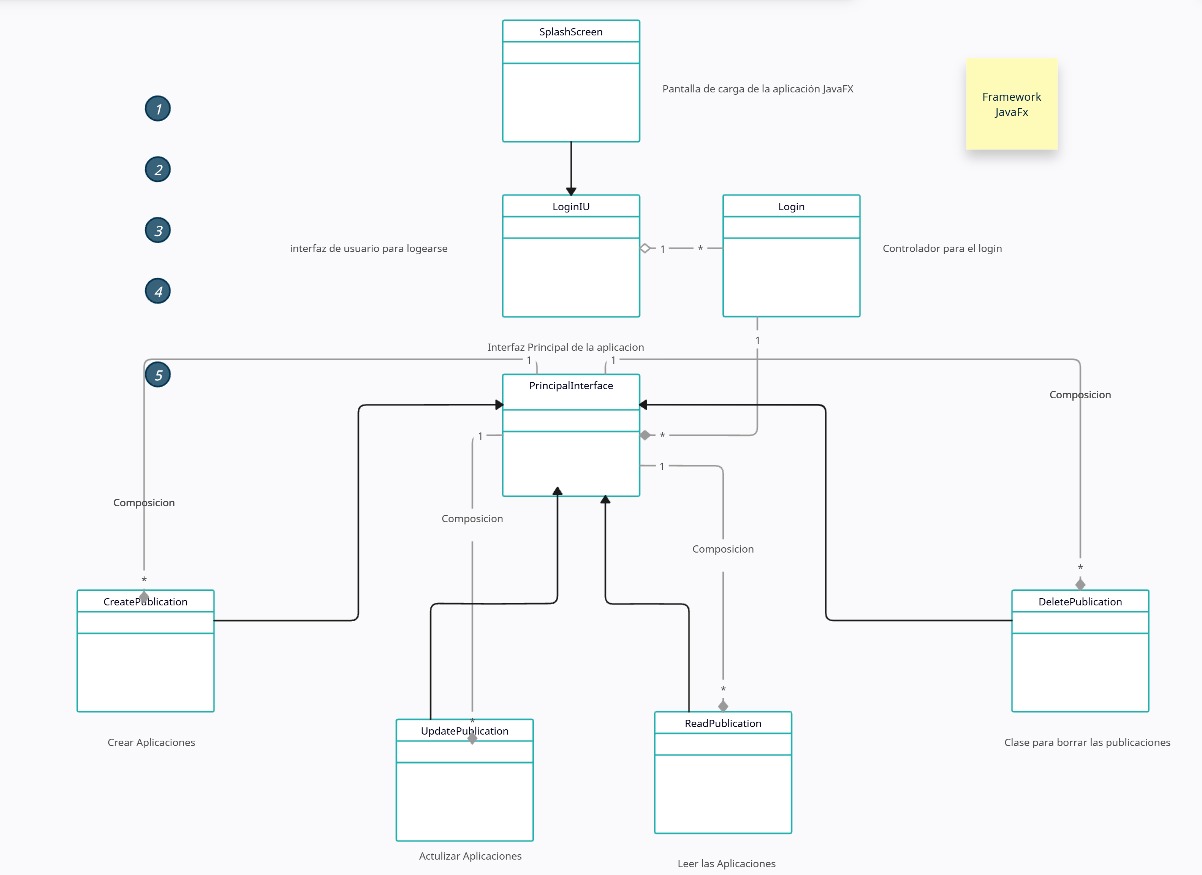 SplashScreen
Pantalla de carga de la aplicación JavaFX
Framework
JavaFx
1
2
3
4
5
LoginIU
Login
interfaz de usuario para logearse
1
*
Controlador para el login
1
Interfaz Principal de la aplicacion
1
1
PrincipalInterface
Composicion
1
*
1
Composicion
Composicion
Composicion
*
*
CreatePublication
DeletePublication
*
*
UpdatePublication
ReadPublication
Crear Aplicaciones
Clase para borrar las publicaciones
Actulizar Aplicaciones
Leer las Aplicaciones